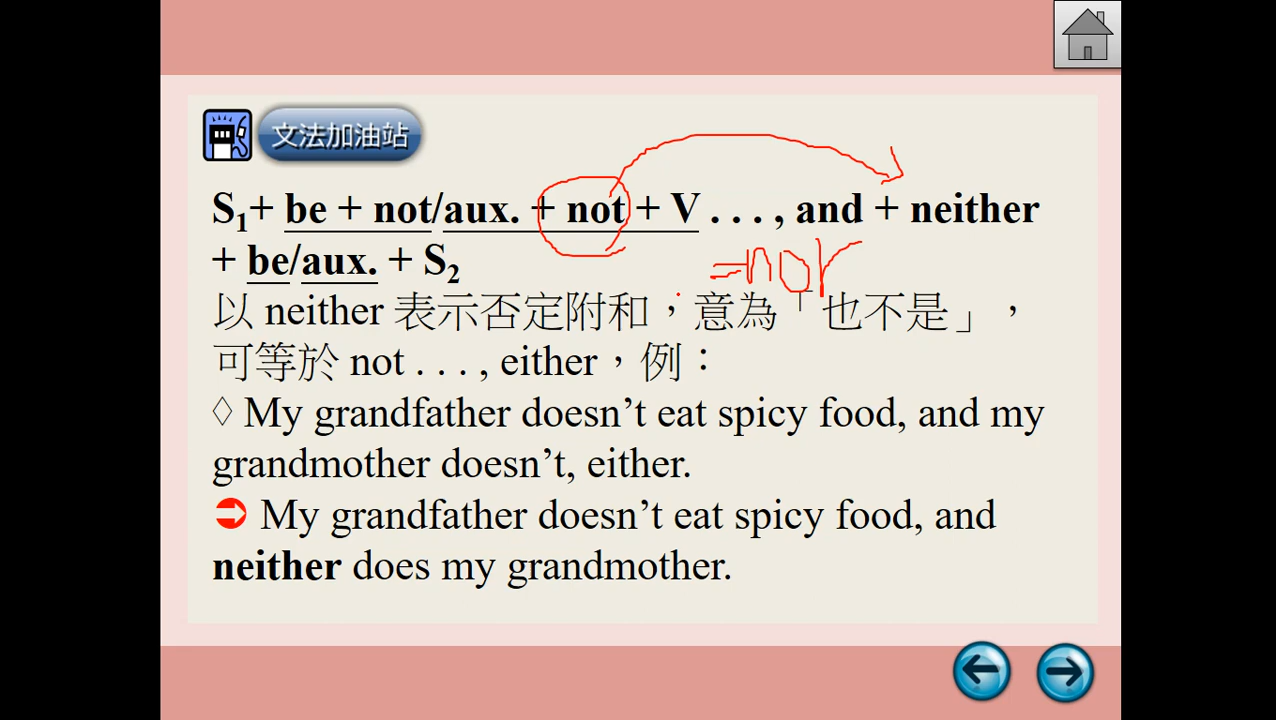 文法加油站
S₁+ be + not/aux. + not + V . . . , and + neither
+ be/aux. + S₂
=nor
以 neither 表示否定附和，意為「也不是」，
可等於 not . . . , either，例：
◊ My grandfather doesn’t eat spicy food, and my
grandmother doesn’t, either.
➲ My grandfather doesn’t eat spicy food, and
neither does my grandmother.